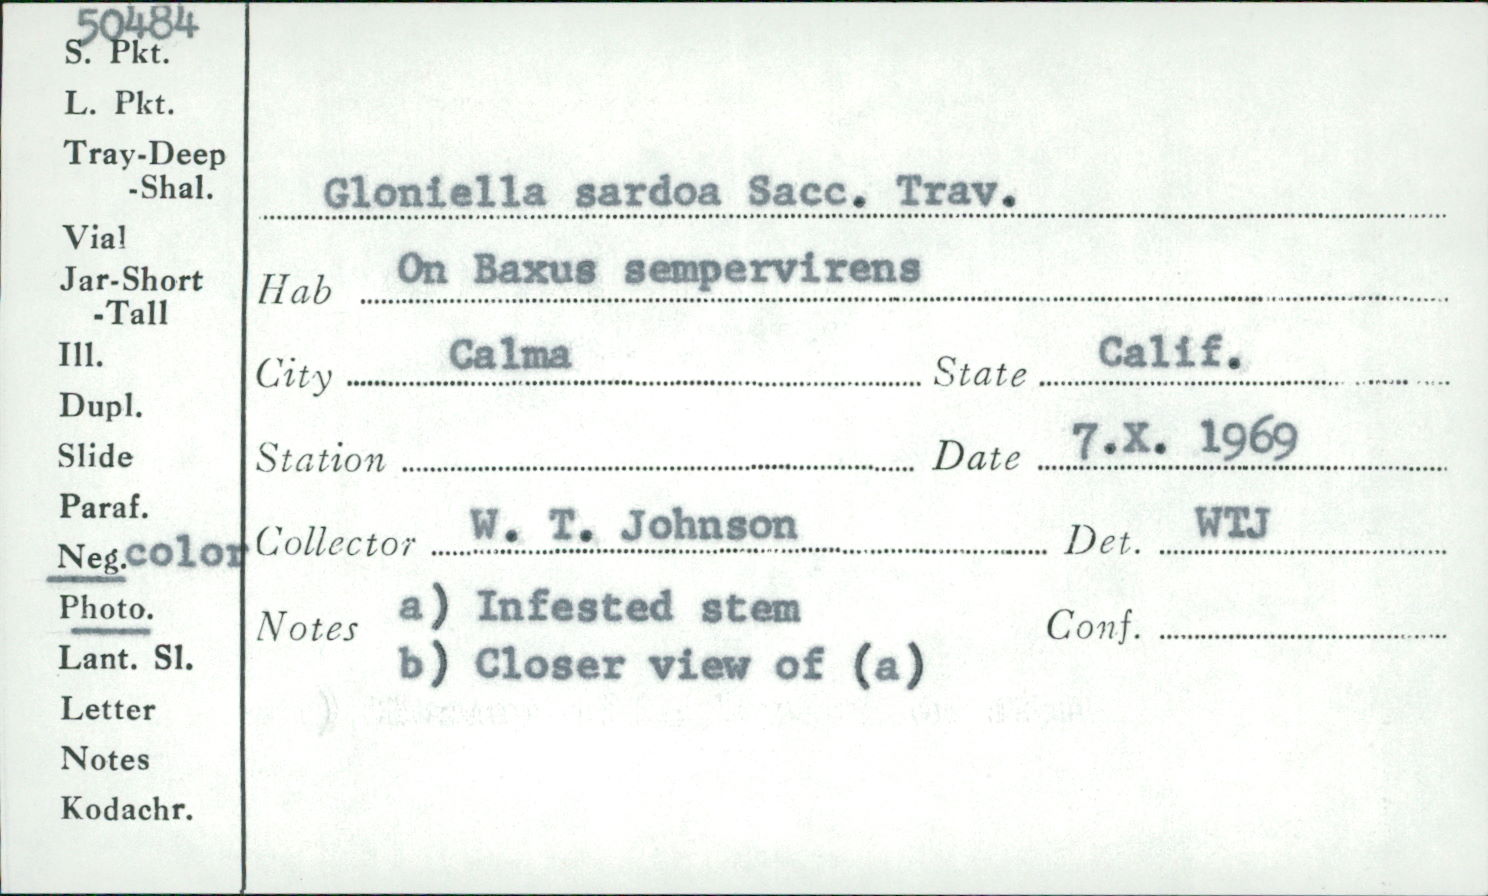 50484
S. Pkt.
L. Pkt.
Tray-Deep
-Shal.
Vial
Jar-Short
-Tall
Ill.
Dupl.
Slide
Paraf.
Neg.color
Photo.
Lant. Sl.
Letter
Notes
Kodachr.
Gloniella sardoa Sacc. Trav.
Hab On Baxus sempervirens
City Calma State Calif.
Station Date 7.X. 1969
Collector W. T. Johnson Det. WTJ
Notes a) Infested stem Conf.
b) Closer view of (a)